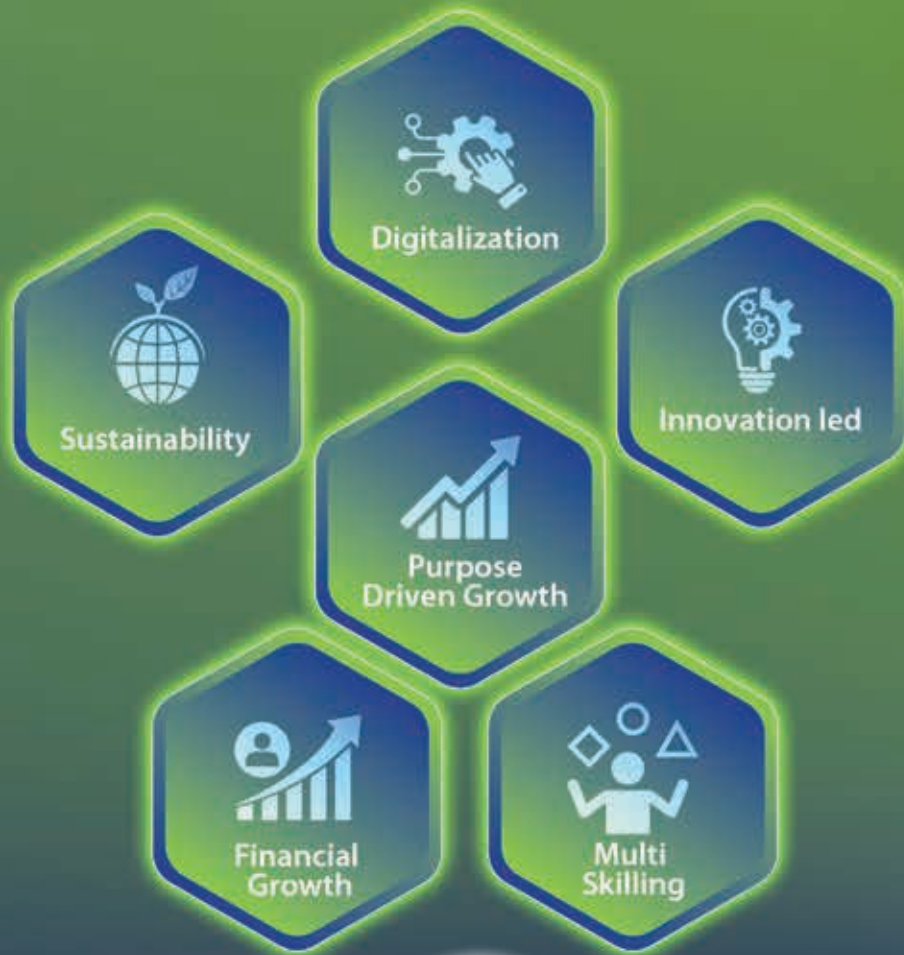 Digitalization
Sustainability
Innovation led
Purpose
Driven Growth
Financial
Growth
Multi
Skilling